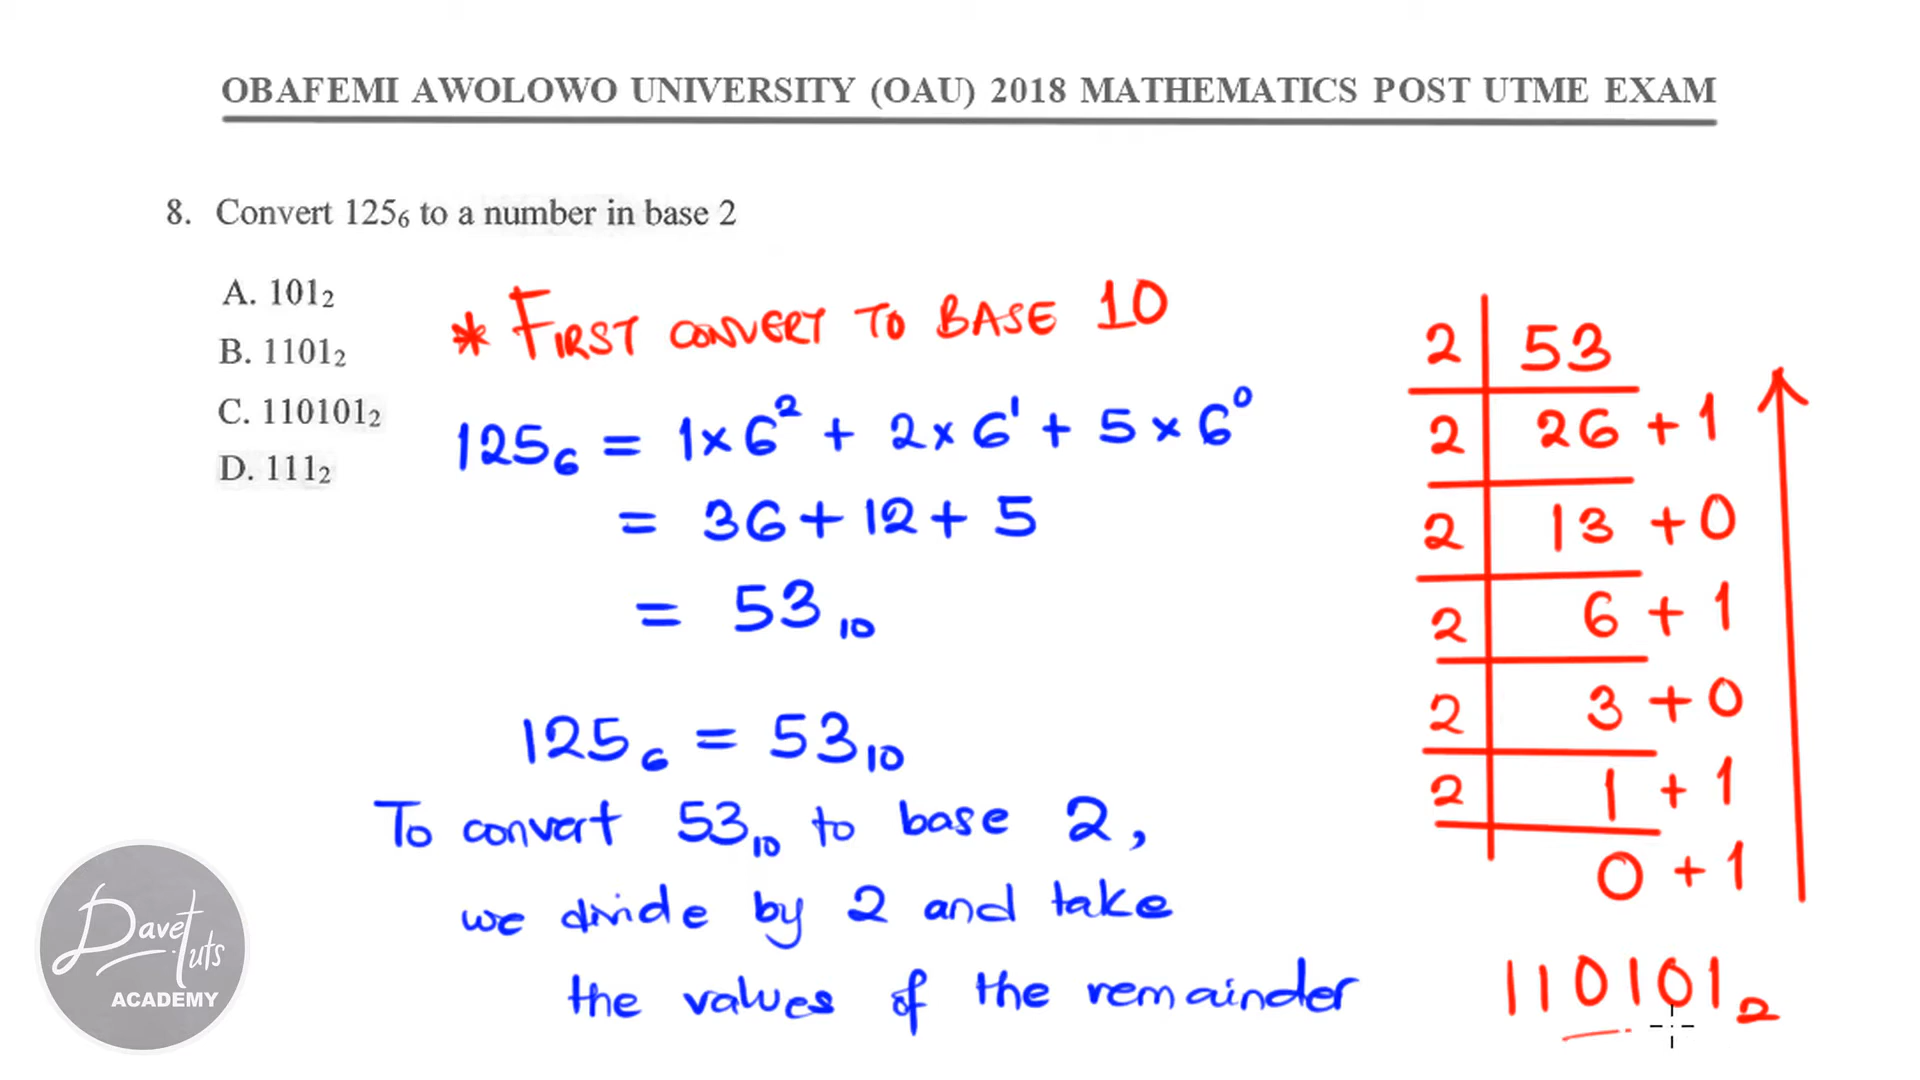 OBAFEMI AWOLOWO UNIVERSITY (OAU) 2018 MATHEMATICS POST UTME EXAM
8. Convert 125₆ to a number in base 2
A. 101₂
B. 1101₂
C. 110101₂
D. 111₂
* FIRST CONVERT TO BASE 10
125₆ = 1×6² + 2×6¹ + 5×6⁰
= 36 + 12 + 5
= 53₁₀
125₆ = 53₁₀
To convert 53₁₀ to base 2,
we divide by 2 and take
the values of the remainder
2 | 53
2 | 26 + 1
2 | 13 + 0
2 | 6 + 1
2 | 3 + 0
2 | 1 + 1
0 + 1
110101₂
Dave Tuts
ACADEMY